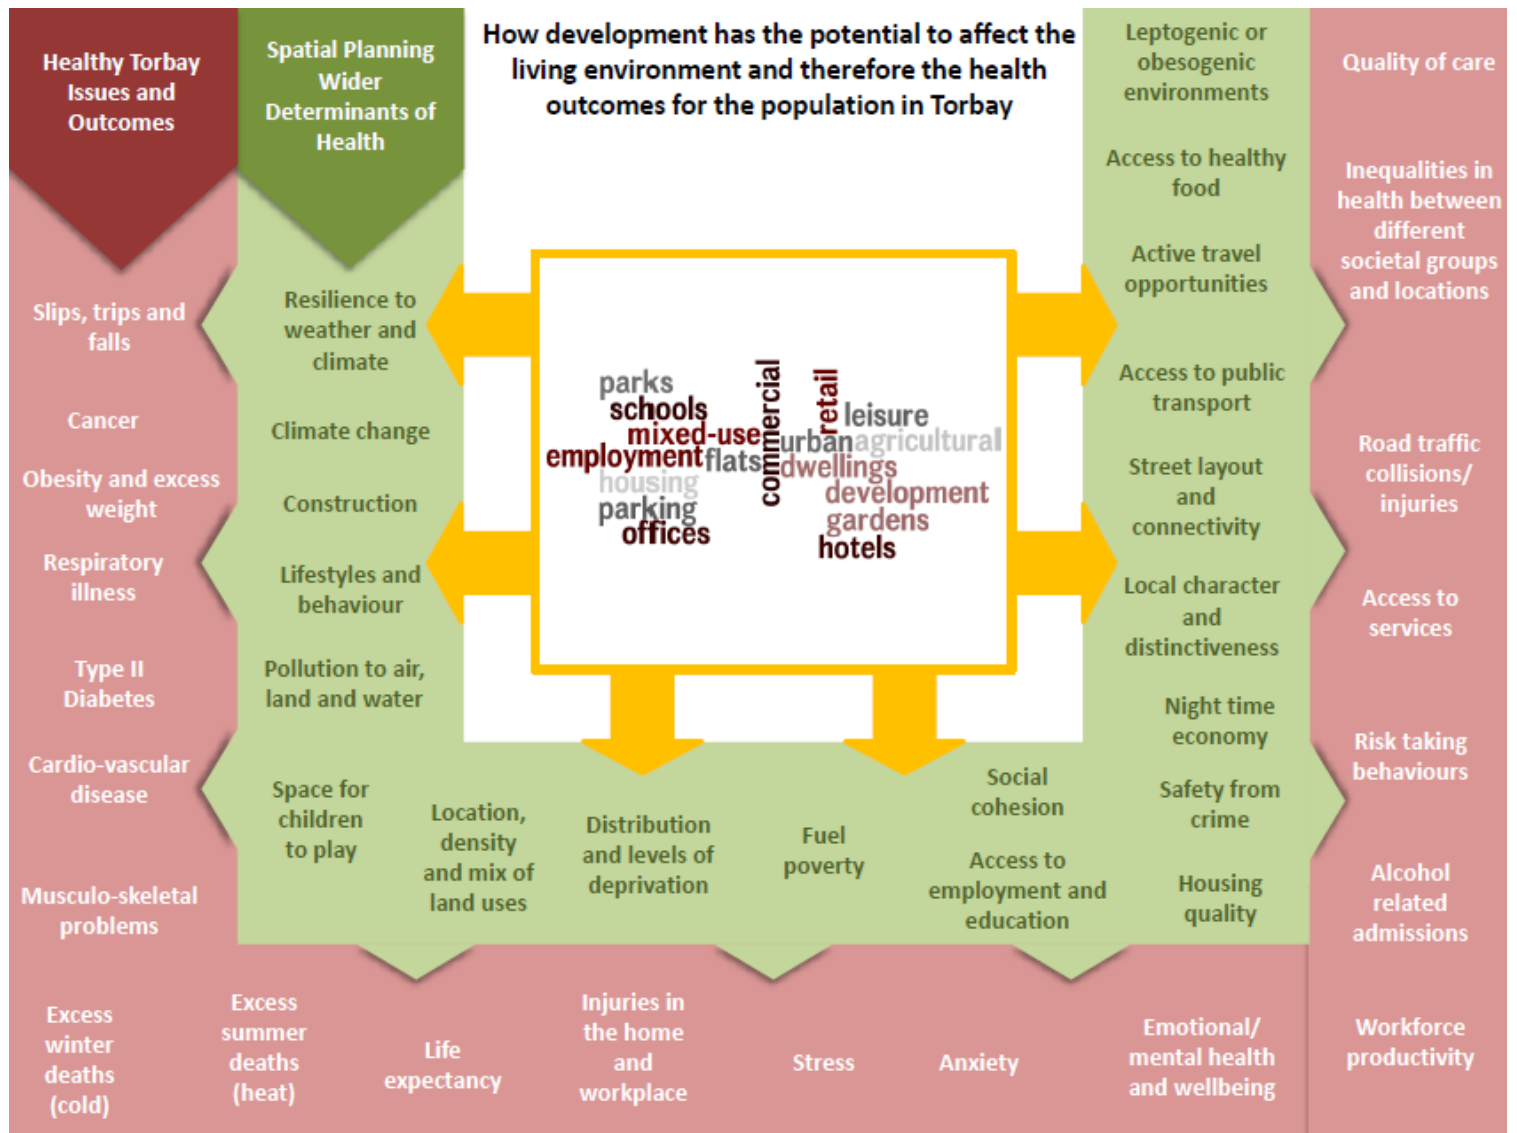 Healthy Torbay
Issues and
Outcomes
Spatial Planning
Wider
Determinants of
Health
How development has the potential to affect the
living environment and therefore the health
outcomes for the population in Torbay
Slips, trips and
falls
Cancer
Obesity and excess
weight
Respiratory
illness
Type II
Diabetes
Cardio-vascular
disease
Musculo-skeletal
problems
Excess
winter
deaths
(cold)
Excess
summer
deaths
(heat)
Life
expectancy
Injuries in
the home
and
workplace
Stress
Anxiety
Emotional/
mental health
and wellbeing
Workforce
productivity
Resilience to
weather and
climate
Climate change
Construction
Lifestyles and
behaviour
Pollution to air,
land and water
Space for
children
to play
Location,
density
and mix of
land uses
Distribution
and levels of
deprivation
Fuel
poverty
Social
cohesion
Access to
employment and
education
parks
schools
mixed-use
employment
flats
housing
parking
offices
commercial
retail
leisure
urban
agricultural
dwellings
development
gardens
hotels
Leptogenic or
obesogenic
environments
Access to healthy
food
Active travel
opportunities
Access to public
transport
Street layout
and
connectivity
Local character
and
distinctiveness
Night time
economy
Safety from
crime
Housing
quality
Quality of care
Inequalities in
health between
different
societal groups
and locations
Road traffic
collisions/
injuries
Access to
services
Risk taking
behaviours
Alcohol
related
admissions